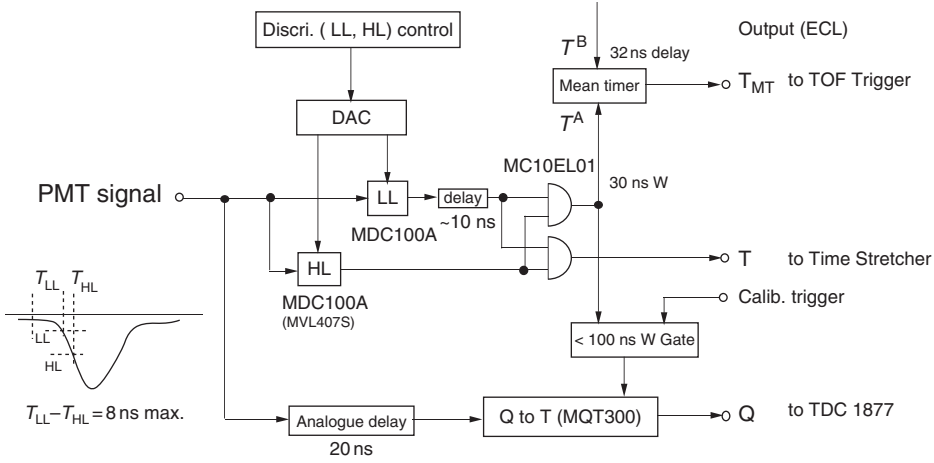 Discri. ( LL, HL) control
Output (ECL)
T^B
32 ns delay
Mean timer
T_MT to TOF Trigger
DAC
T^A
MC10EL01
30 ns W
PMT signal
LL
delay
~10 ns
MDC100A
HL
T to Time Stretcher
MDC100A
(MVL407S)
Calib. trigger
T_LL T_HL
LL
HL
< 100 ns W Gate
T_LL–T_HL = 8 ns max.
Analogue delay
20 ns
Q to T (MQT300)
Q to TDC 1877